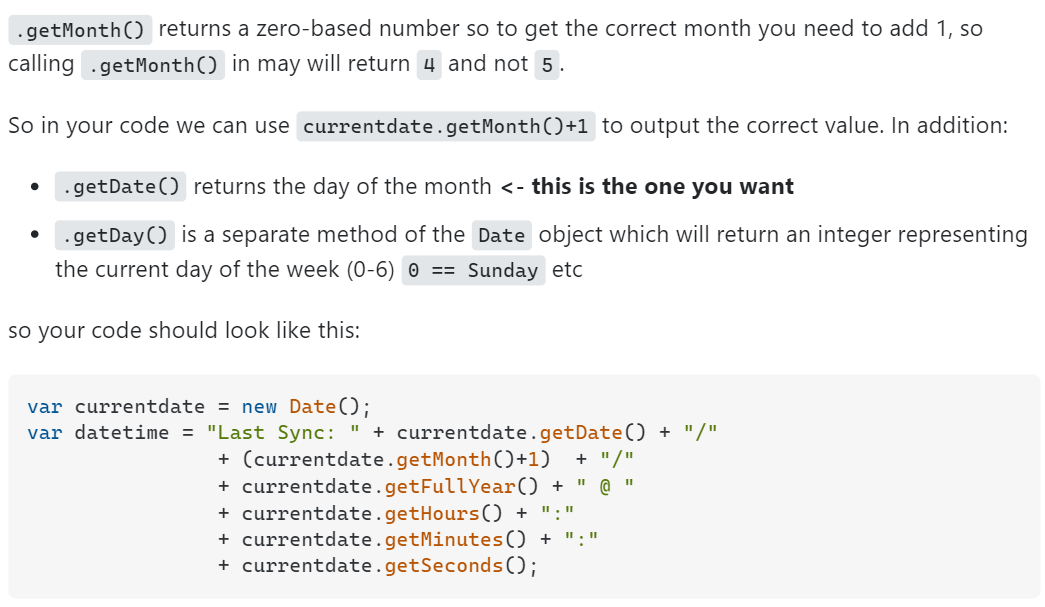 .getMonth() returns a zero-based number so to get the correct month you need to add 1, so
calling .getMonth() in may will return 4 and not 5.
So in your code we can use currentdate.getMonth()+1 to output the correct value. In addition:
• .getDate() returns the day of the month <- this is the one you want
• .getDay() is a separate method of the Date object which will return an integer representing
the current day of the week (0-6) 0 == Sunday etc
so your code should look like this:
var currentdate = new Date();
var datetime = "Last Sync: " + currentdate.getDate() + "/"
                + (currentdate.getMonth()+1)  + "/"
                + currentdate.getFullYear() + " @ "
                + currentdate.getHours() + ":"
                + currentdate.getMinutes() + ":"
                + currentdate.getSeconds();